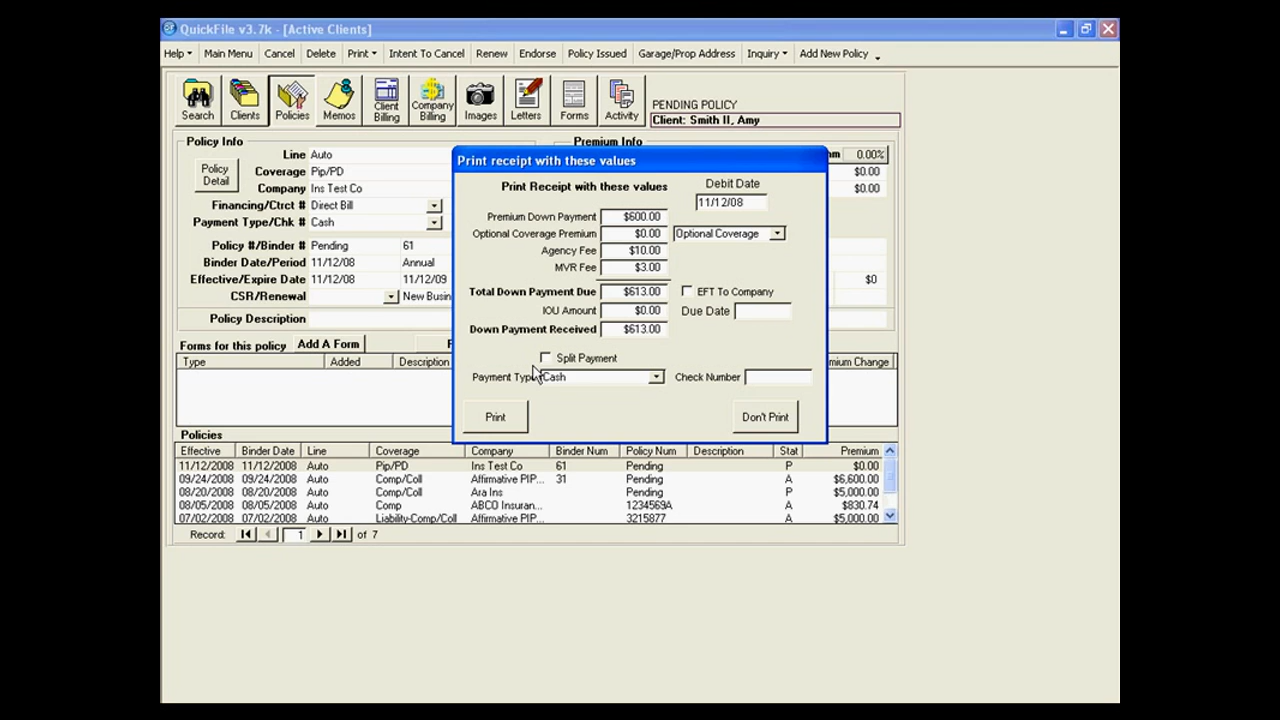 QuickFile v3.7k - [Active Clients]
Help Main Menu Cancel Delete Print Intent To Cancel Renew Endorse Policy Issued Garage/Prop Address Inquiry Add New Policy
Search Clients Policies Memos Client Billing Company Billing Images Letters Forms Activity
PENDING POLICY
Client: Smith II, Amy
Policy Info
Premium Info
Policy Detail
Line Auto
0.00%
Coverage Pip/PD
$0.00
Company Ins Test Co
$0.00
Financing/Ctrct # Direct Bill
Payment Type/Chk # Cash
Policy #/Binder # Pending 61
Binder Date/Period 11/12/08 Annual
Effective/Expire Date 11/12/08 11/12/09
$0
CSR/Renewal New Busin
Policy Description
Print receipt with these values
Print Receipt with these values
Debit Date
11/12/08
Premium Down Payment $600.00
Optional Coverage Premium $0.00 Optional Coverage
Agency Fee $10.00
MVR Fee $3.00
Total Down Payment Due $613.00 EFT To Company
IOU Amount $0.00 Due Date
Down Payment Received $613.00
Split Payment
Payment Type Cash Check Number
Print Don't Print
Forms for this policy Add A Form
Type Added Description
mium Change
Policies
Effective Binder Date Line Coverage Company Binder Num Policy Num Description Stat Premium
11/12/2008 11/12/2008 Auto Pip/PD Ins Test Co 61 Pending P $0.00
09/24/2008 09/24/2008 Auto Comp/Coll Affirmative PIP... 31 Pending A $6,600.00
08/20/2008 08/20/2008 Auto Comp/Coll Ara Ins Pending P $5,000.00
08/05/2008 08/05/2008 Auto Comp ABCO Insuran... 1234569A A $830.74
07/02/2008 07/02/2008 Auto Liability-Comp/Coll Affirmative PIP... 3215877 A $5,000.00
Record: 1 of 7